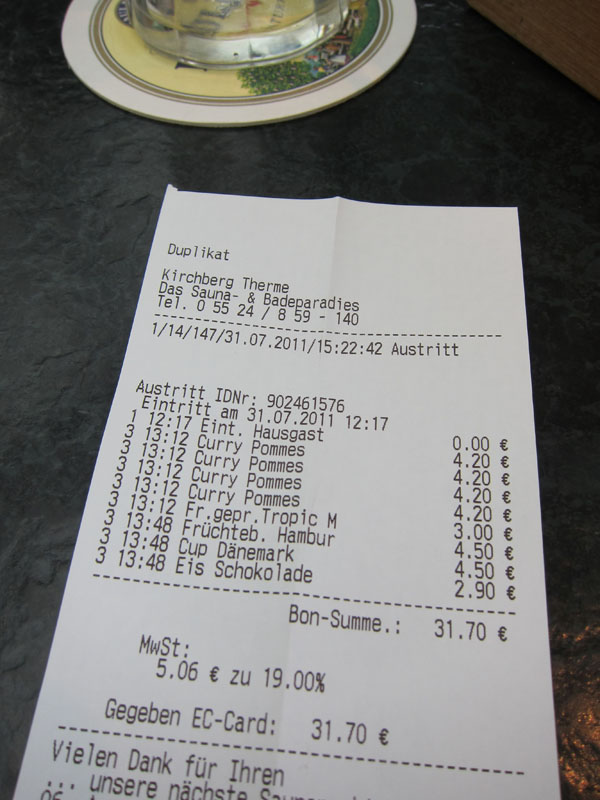 Duplikat
Kirchberg Therme
Das Sauna- & Badeparadies
Tel. 0 55 24 / 8 59 - 140
1/14/147/31.07.2011/15:22:42 Austritt
Austritt IDNr: 902461576
Eintritt am 31.07.2011 12:17
1 12:17 Eint. Hausgast 0.00 €
3 13:12 Curry Pommes 4.20 €
3 13:12 Curry Pommes 4.20 €
3 13:12 Curry Pommes 4.20 €
3 13:12 Curry Pommes 4.20 €
3 13:12 Fr.gepr.Tropic M 3.00 €
3 13:48 Früchteb. Hambur 4.50 €
3 13:48 Cup Dänemark 4.50 €
3 13:48 Eis Schokolade 2.90 €
Bon-Summe.: 31.70 €
MwSt:
5.06 € zu 19.00%
Gegeben EC-Card: 31.70 €
Vielen Dank für Ihren
... unsere nächste